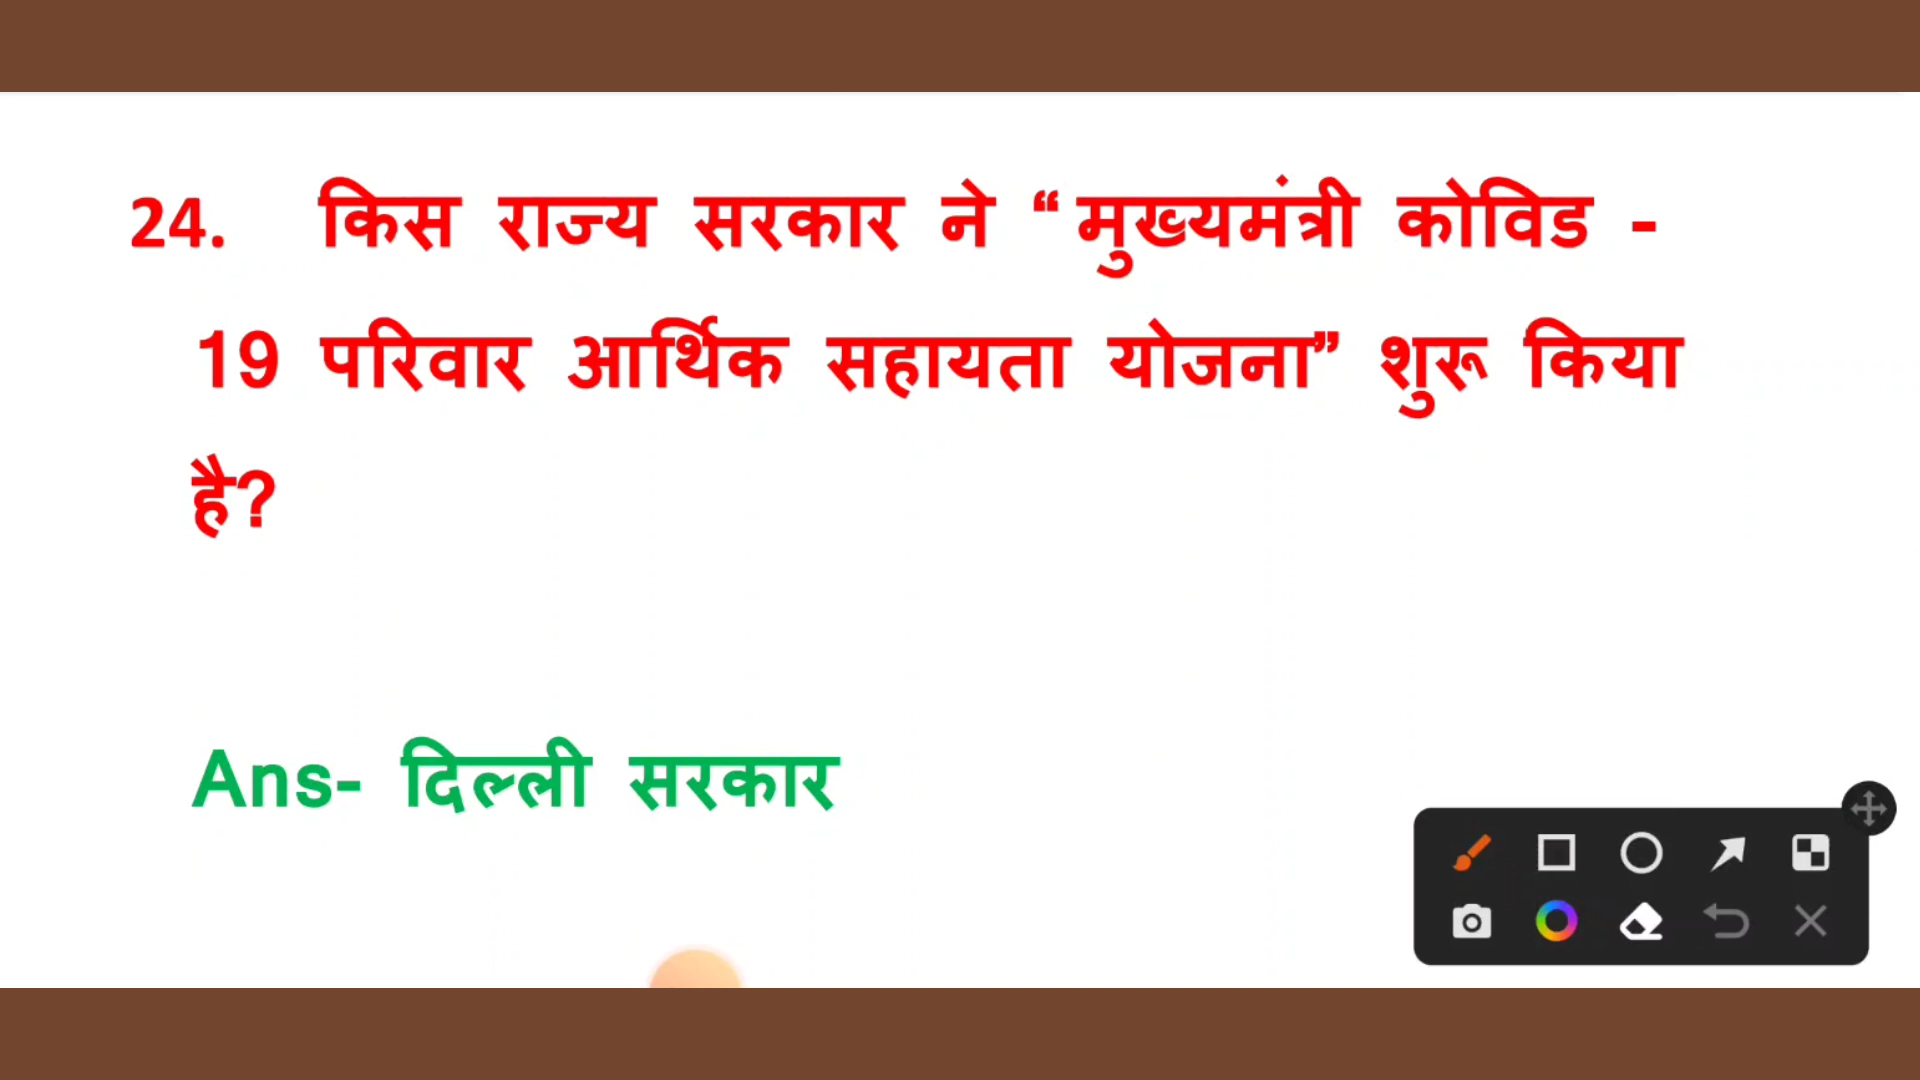 24. किस राज्य सरकार ने “मुख्यमंत्री कोविड -
19 परिवार आर्थिक सहायता योजना” शुरू किया
है?
Ans- दिल्ली सरकार